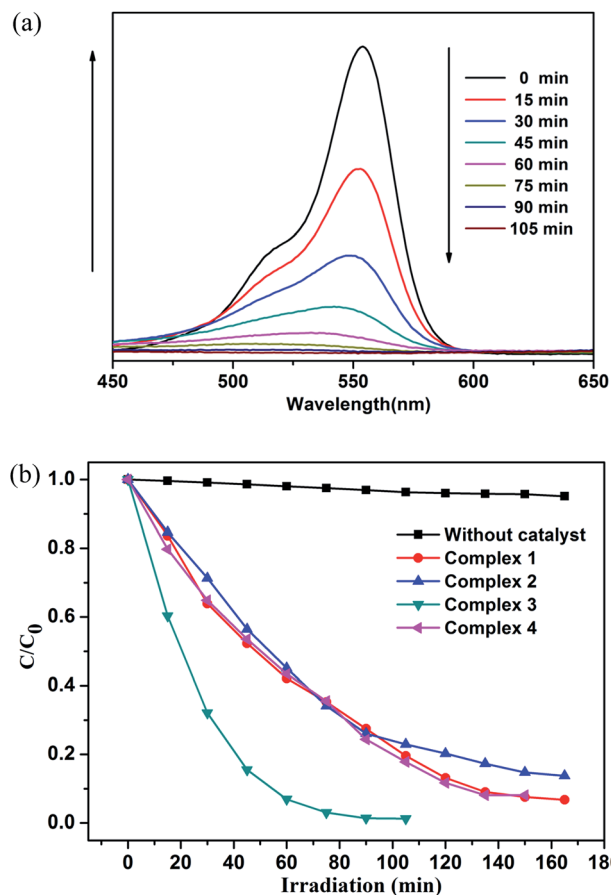 (a)
0 min
15 min
30 min
45 min
60 min
75 min
90 min
105 min
450 500 550 600 650
Wavelength(nm)
(b)
1.0
0.8
0.6
0.4
0.2
0.0
C/C0
Without catalyst
Complex 1
Complex 2
Complex 3
Complex 4
0 20 40 60 80 100 120 140 160 180
Irradiation (min)